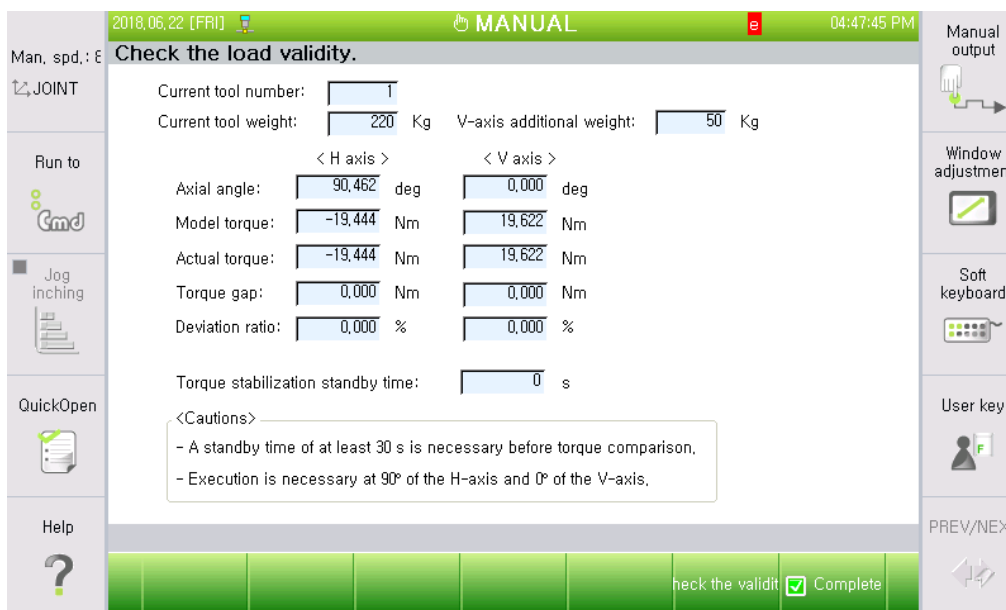 2018.06.22 [FRI] MANUAL e 04:47:45 PM
Man. spd.: 8
JOINT
Run to
Cmd
Jog
inching
QuickOpen
Help
Check the load validity.
Current tool number: 1
Current tool weight: 220 Kg V-axis additional weight: 50 Kg
< H axis > < V axis >
Axial angle: 90.462 deg 0.000 deg
Model torque: -19.444 Nm 19.622 Nm
Actual torque: -19.444 Nm 19.622 Nm
Torque gap: 0.000 Nm 0.000 Nm
Deviation ratio: 0.000 % 0.000 %
Torque stabilization standby time: 0 s
<Cautions>
- A standby time of at least 30 s is necessary before torque comparison.
- Execution is necessary at 90° of the H-axis and 0° of the V-axis.
heck the validit Complete
Manual
output
Window
adjustmer
Soft
keyboard
User key
F
PREV/NEX